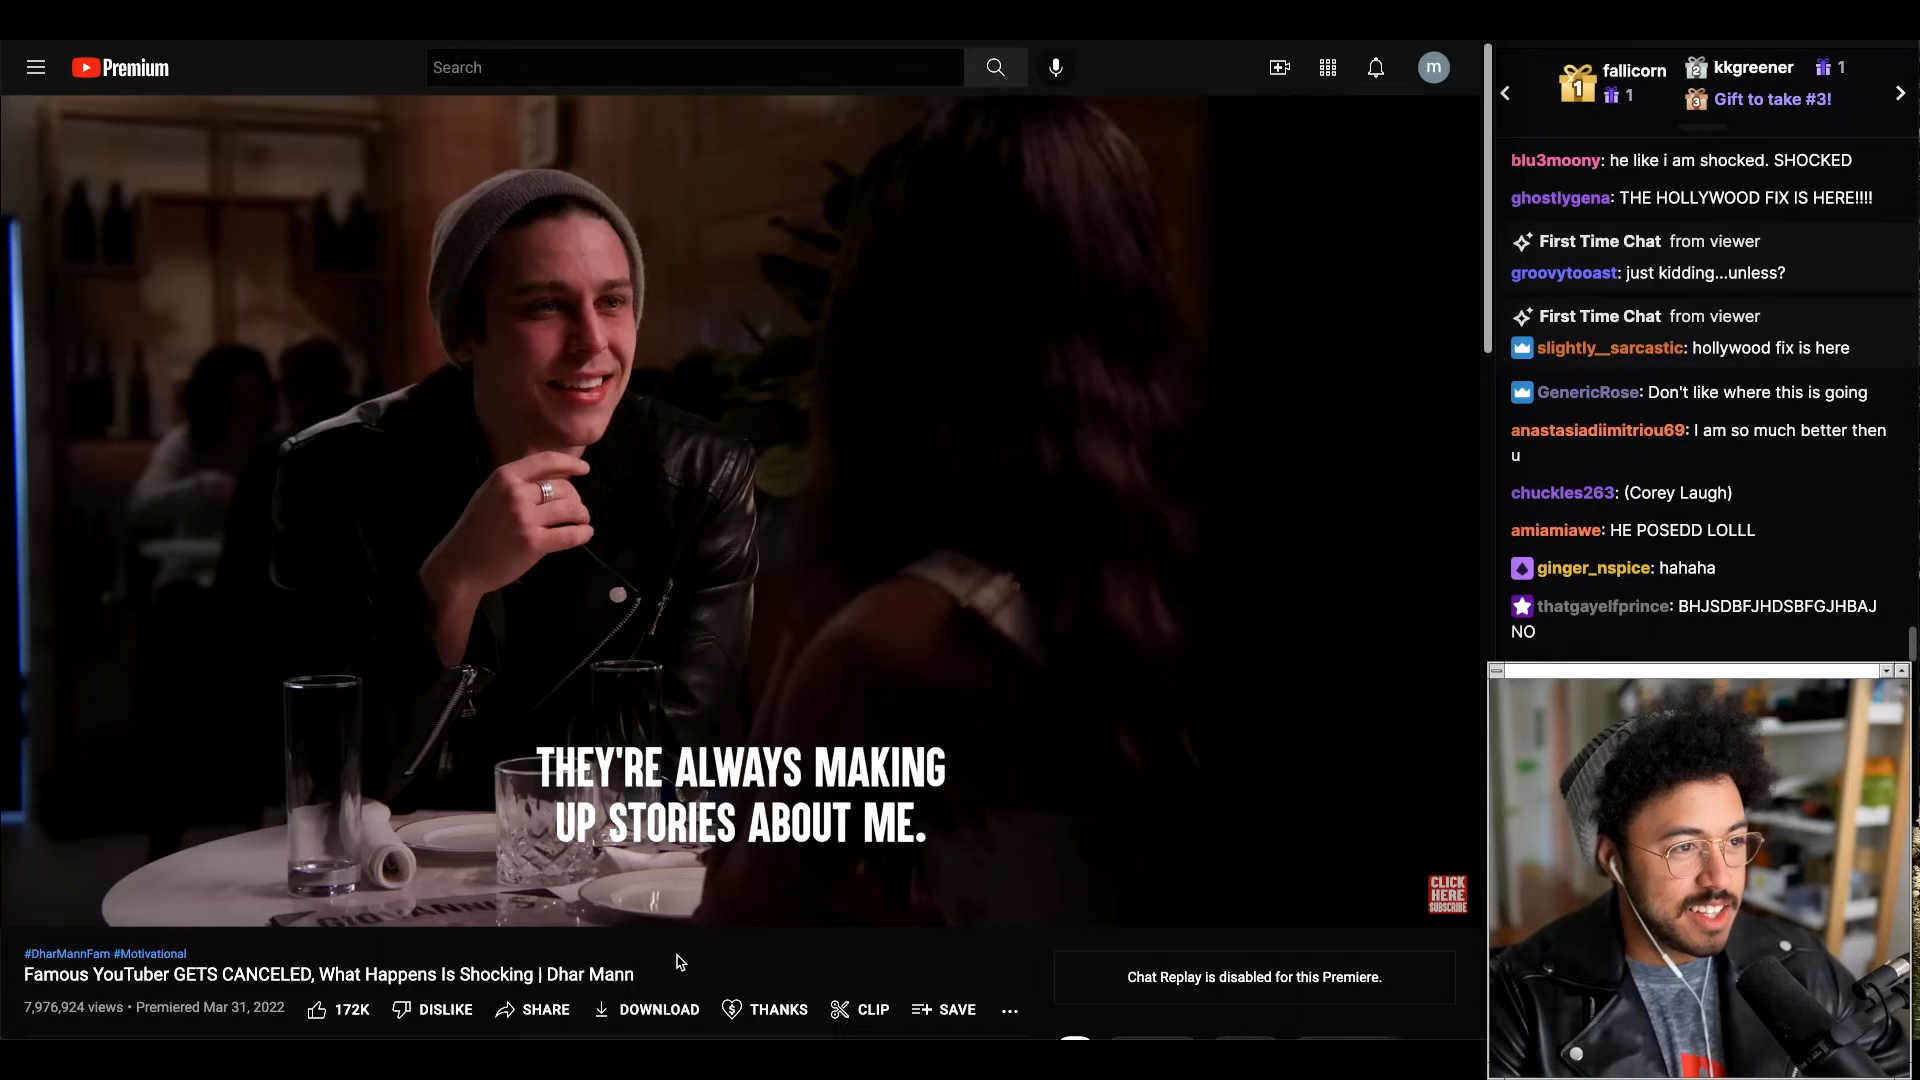 Premium
Search
m
1
fallicorn
1
2
kkgreener
1
3
Gift to take #3!
blu3moony: he like i am shocked. SHOCKED
ghostlygena: THE HOLLYWOOD FIX IS HERE!!!!
First Time Chat from viewer
groovytooast: just kidding...unless?
First Time Chat from viewer
slightly__sarcastic: hollywood fix is here
GenericRose: Don't like where this is going
anastasiadiimitriou69: I am so much better then
u
chuckles263: (Corey Laugh)
amiamiawe: HE POSEDD LOLLL
ginger_nspice: hahaha
thatgayelfprince: BHJSDBFJHDSBFGJHBAJ
NO
THEY'RE ALWAYS MAKING
UP STORIES ABOUT ME.
GIOVANNI'S
CLICK
HERE
SUBSCRIBE
#DharMannFam #Motivational
Famous YouTuber GETS CANCELED, What Happens Is Shocking | Dhar Mann
7,976,924 views • Premiered Mar 31, 2022
172K
DISLIKE
SHARE
DOWNLOAD
THANKS
CLIP
SAVE
Chat Replay is disabled for this Premiere.